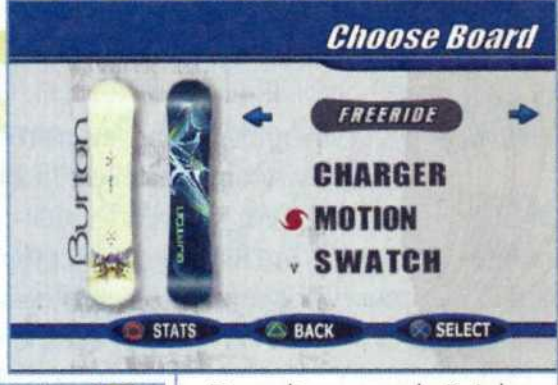 Choose Board
FREERIDE
CHARGER
MOTION
SWATCH
Burton
BURTON
STATS
BACK
SELECT